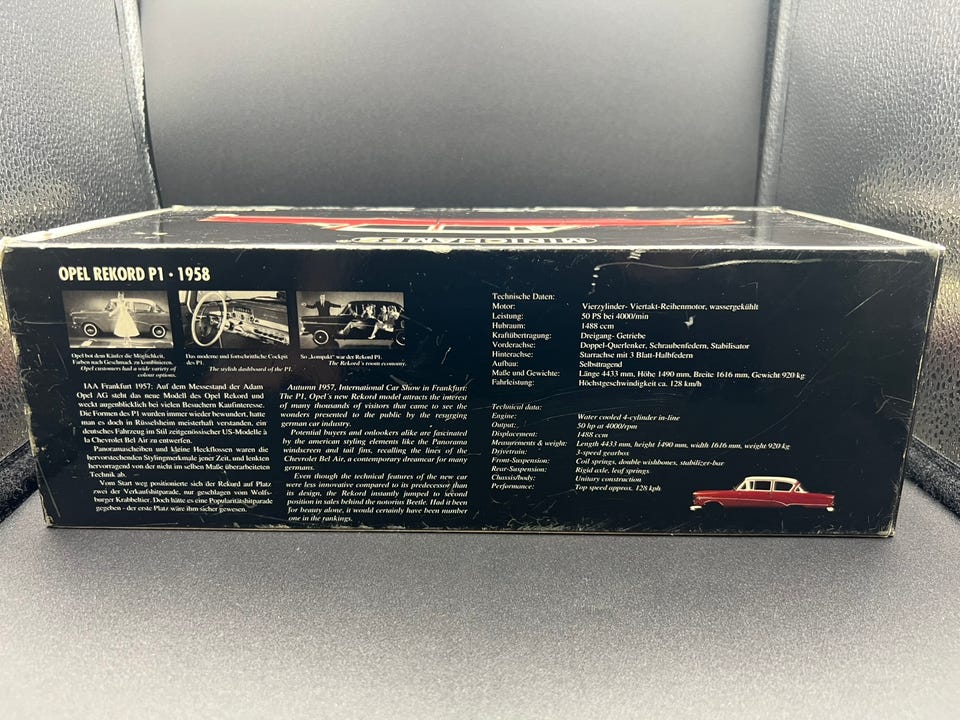 MINICHAMPS
OPEL REKORD P1 · 1958
Opel bot dem Käufer die Möglichkeit,
Farben nach Geschmack zu kombinieren.
Opel customers had a wide variety of
colour options.
Das moderne und fortschrittliche Cockpit
des P1.
The stylish dashboard of the P1.
So „kompakt" war der Rekord P1.
The Rekord's room economy.
IAA Frankfurt 1957: Auf dem Messestand der Adam
Opel AG steht das neue Modell des Opel Rekord und
weckt augenblicklich bei vielen Besuchern Kaufinteresse.
Die Formen des P1 wurden immer wieder bewundert, hatte
man es doch in Rüsselsheim meisterhaft verstanden, ein
deutsches Fahrzeug im Stil zeitgenössischer US-Modelle à
la Chevrolet Bel Air zu entwerfen.
Panoramascheiben und kleine Heckflossen waren die
hervorstechenden Stylingmerkmale jener Zeit, und lenkten
hervorragend von der nicht im selben Maße überarbeiteten
Technik ab.
Vom Start weg positionierte sich der Rekord auf Platz
zwei der Verkaufshitparade, nur geschlagen vom Wolfs-
burger Krabbeltier. Doch hätte es eine Popularitätshitparade
gegeben - der erste Platz wäre ihm sicher gewesen.
Autumn 1957, International Car Show in Frankfurt:
The P1, Opel's new Rekord model attracts the interest
of many thousands of visitors that came to see the
wonders presented to the public by the resurging
german car industry.
Potential buyers and onlookers alike are fascinated
by the american styling elements like the Panorama
windscreen and tail fins, recalling the lines of the
Chevrolet Bel Air, a contemporary dreamcar for many
germans.
Even though the technical features of the new car
were less innovative compared to its predecessor than
its design, the Rekord instantly jumped to second
position in sales behind the notorius Beetle. Had it been
for beauty alone, it would certainly have been number
one in the rankings.
Technische Daten:
Motor: Vierzylinder- Viertakt-Reihenmotor, wassergekühlt
Leistung: 50 PS bei 4000/min
Hubraum: 1488 ccm
Kraftübertragung: Dreigang- Getriebe
Vorderachse: Doppel-Querlenker, Schraubenfedern, Stabilisator
Hinterachse: Starrachse mit 3 Blatt-Halbfedern
Aufbau: Selbsttragend
Maße und Gewichte: Länge 4433 mm, Höhe 1490 mm, Breite 1616 mm, Gewicht 920 kg
Fahrleistung: Höchstgeschwindigkeit ca. 128 km/h
Technical data:
Engine: Water cooled 4-cylinder in-line
Output: 50 hp at 4000/rpm
Displacement: 1488 ccm
Measurements & weight: Length 4433 mm, height 1490 mm, width 1616 mm, weight 920 kg
Drivetrain: 3-speed gearbox
Front-Suspension: Coil springs, double wishbones, stabilizer-bar
Rear-Suspension: Rigid axle, leaf springs
Chassis/body: Unitary construction
Performance: Top speed approx. 128 kph